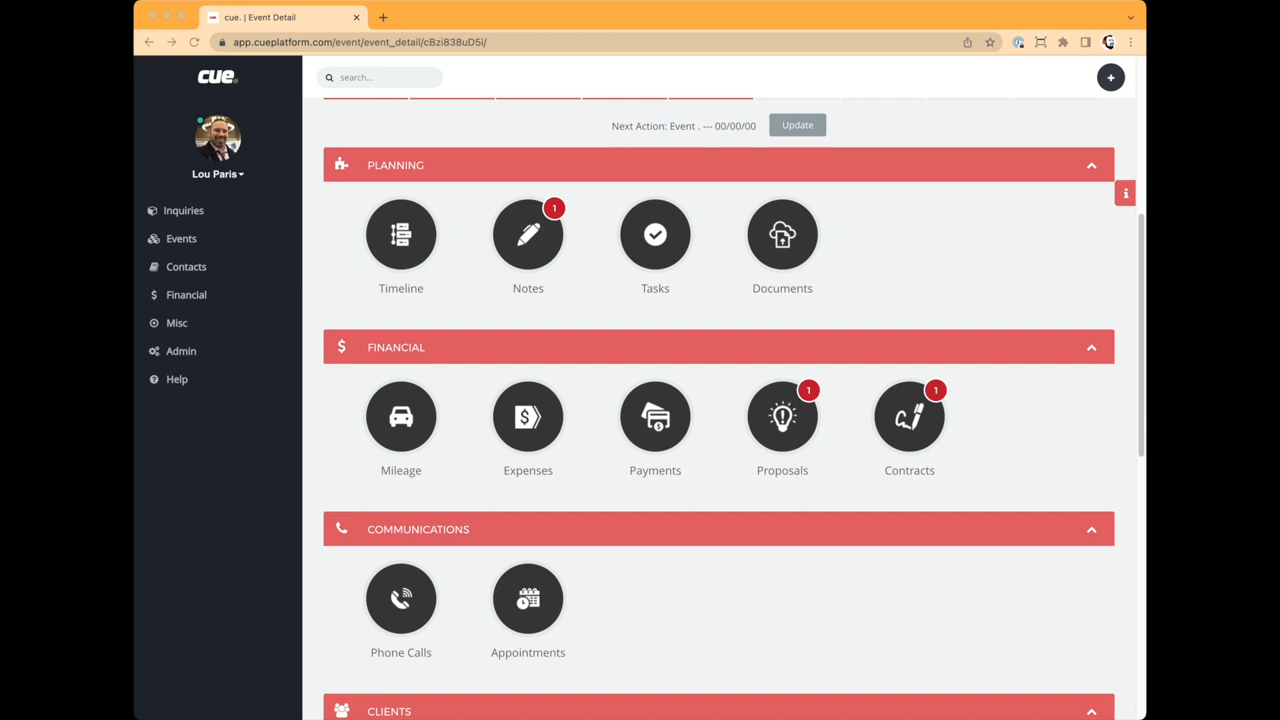 cue. | Event Detail
app.cueplatform.com/event/event_detail/cBzi838uD5i/
cue.
search...
Lou Paris
Inquiries
Events
Contacts
Financial
Misc
Admin
Help
Next Action: Event . --- 00/00/00 Update
PLANNING
1
Timeline Notes Tasks Documents
FINANCIAL
1 1
Mileage Expenses Payments Proposals Contracts
COMMUNICATIONS
Phone Calls Appointments
CLIENTS